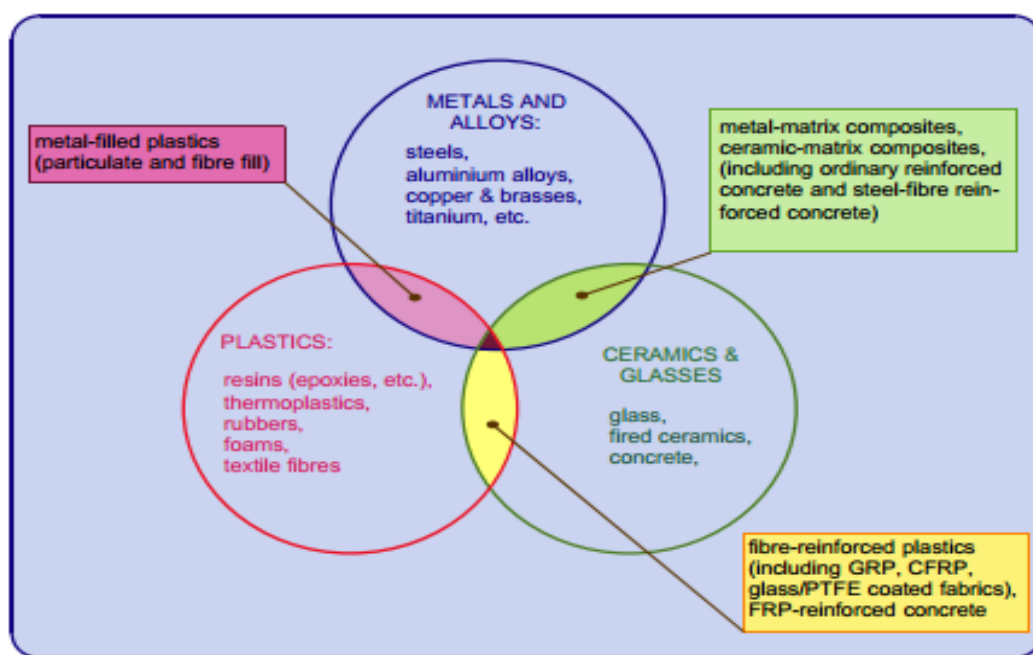 METALS AND
ALLOYS:
steels,
aluminium alloys,
copper & brasses,
titanium, etc.
metal-filled plastics
(particulate and fibre fill)
metal-matrix composites,
ceramic-matrix composites,
(including ordinary reinforced
concrete and steel-fibre rein-
forced concrete)
PLASTICS:
resins (epoxies, etc.),
thermoplastics,
rubbers,
foams,
textile fibres
CERAMICS &
GLASSES
glass,
fired ceramics,
concrete,
fibre-reinforced plastics
(including GRP, CFRP,
glass/PTFE coated fabrics),
FRP-reinforced concrete